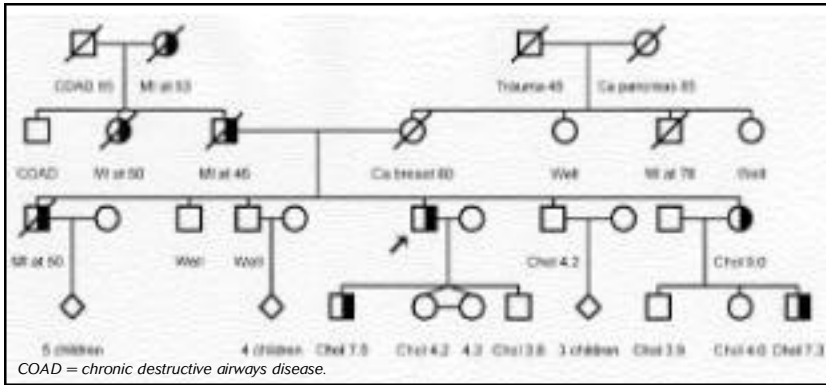 COAD 65 MI at 53 Trauma 48 Ca pancreas 65
COAD MI at 50 MI at 46 Ca breast 60 Well MI at 78 Well
MI at 50 Well Well Chol 4.2 Chol 9.0
5 children 4 children Chol 7.5 Chol 4.2 4.3 Chol 3.8 3 children Chol 3.9 Chol 4.0 Chol 7.3
COAD = chronic destructive airways disease.